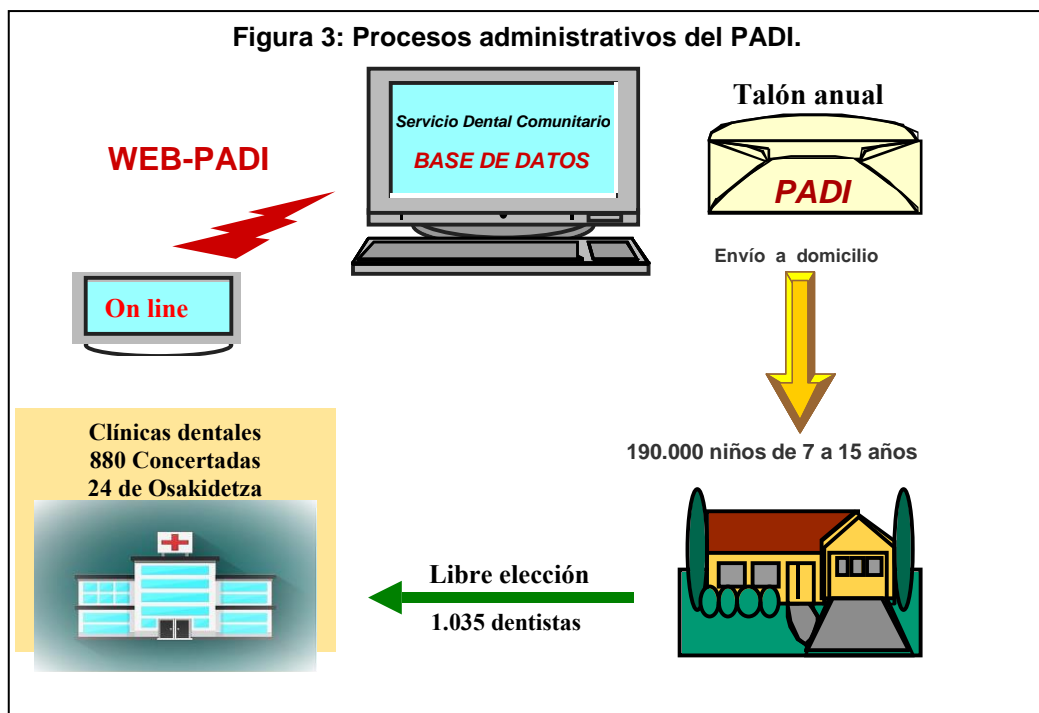 Figura 3: Procesos administrativos del PADI.
Servicio Dental Comunitario
BASE DE DATOS
Talón anual
PADI
WEB-PADI
On line
Envío a domicilio
190.000 niños de 7 a 15 años
Clínicas dentales
880 Concertadas
24 de Osakidetza
Libre elección
1.035 dentistas